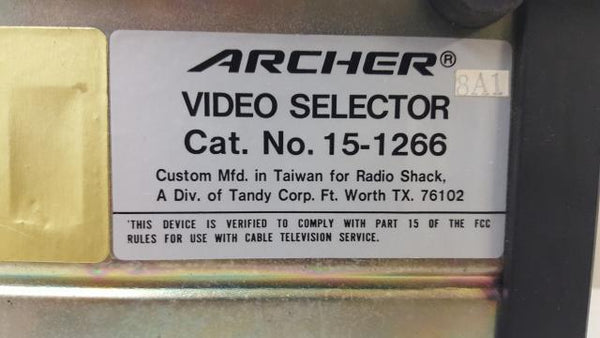 ARCHER®
8A1
VIDEO SELECTOR
Cat. No. 15-1266
Custom Mfd. in Taiwan for Radio Shack,
A Div. of Tandy Corp. Ft. Worth TX. 76102
'THIS DEVICE IS VERIFIED TO COMPLY WITH PART 15 OF THE FCC
RULES FOR USE WITH CABLE TELEVISION SERVICE.